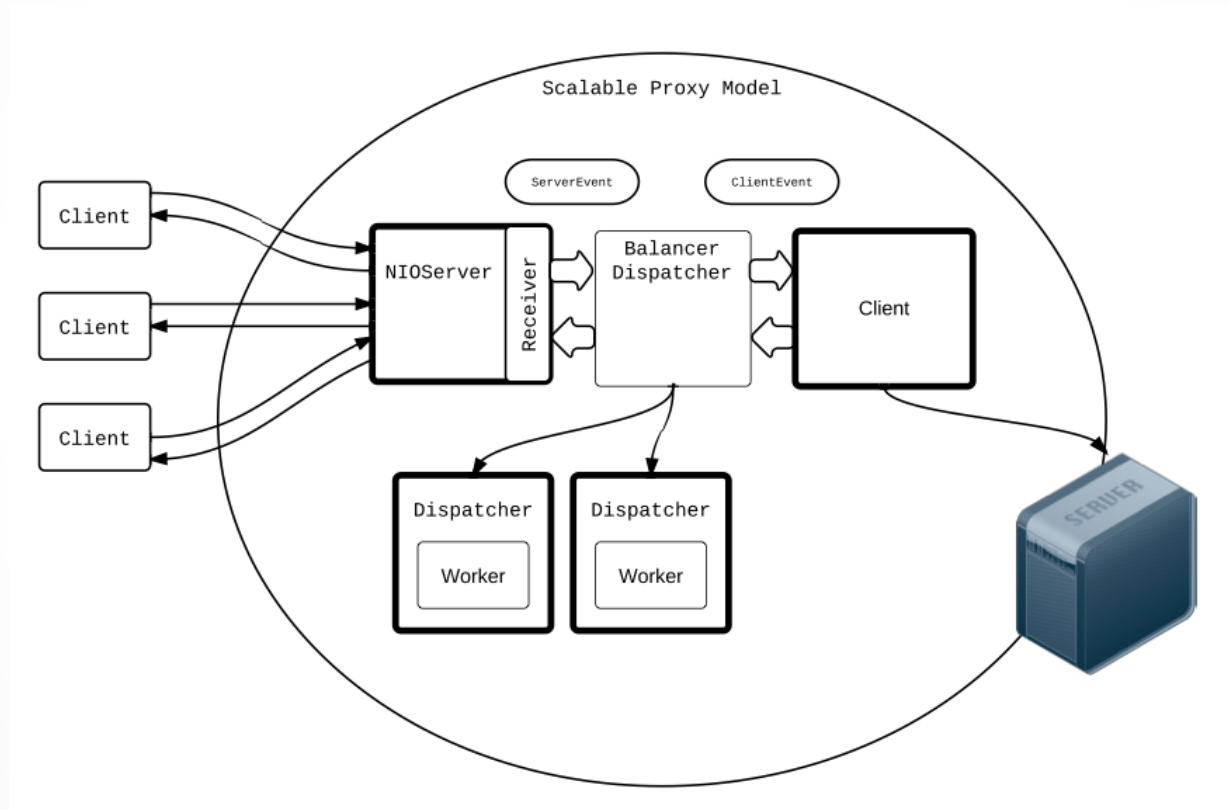 Scalable Proxy Model
ServerEvent
ClientEvent
Client
Client
Client
NIOServer
Receiver
Balancer
Dispatcher
Client
Dispatcher
Worker
Dispatcher
Worker
SERVER